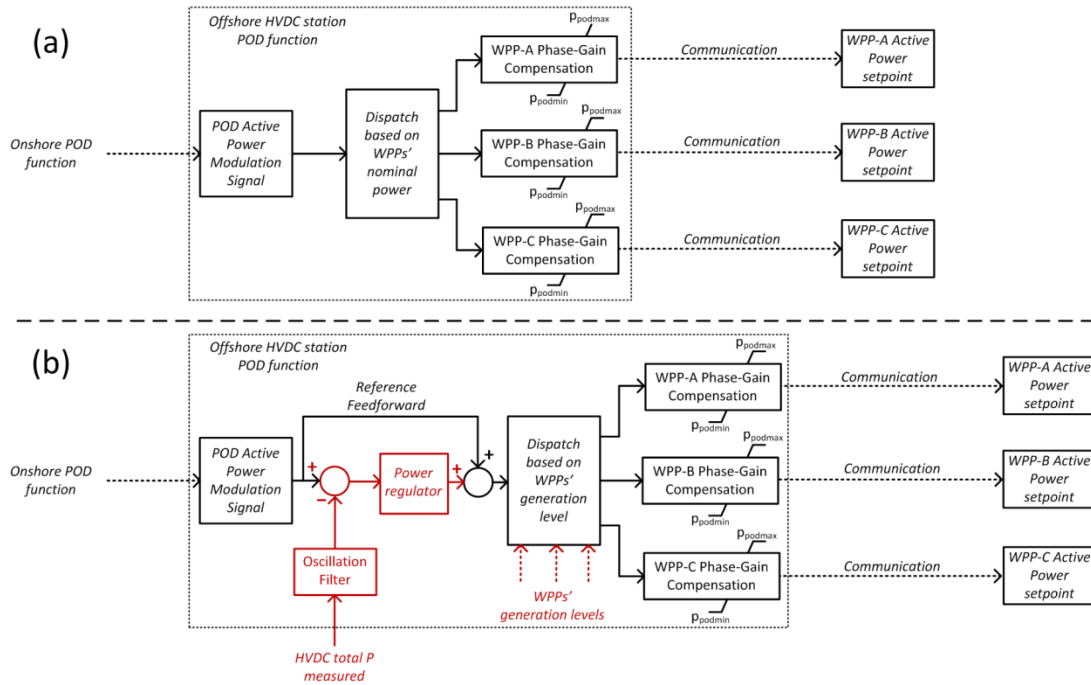 (a)
Offshore HVDC station
POD function
Onshore POD
function
POD Active
Power
Modulation
Signal
Dispatch
based on
WPPs'
nominal
power
Ppodmax
WPP-A Phase-Gain
Compensation
Ppodmin
Communication
WPP-A Active
Power
setpoint
Ppodmax
WPP-B Phase-Gain
Compensation
Ppodmin
Communication
WPP-B Active
Power
setpoint
Ppodmax
WPP-C Phase-Gain
Compensation
Ppodmin
Communication
WPP-C Active
Power
setpoint
(b)
Offshore HVDC station
POD function
Reference
Feedforward
Onshore POD
function
POD Active
Power
Modulation
Signal
+
−
Power
regulator
+
+
Oscillation
Filter
HVDC total P
measured
Dispatch
based on
WPPs'
generation
level
WPPs'
generation levels
Ppodmax
WPP-A Phase-Gain
Compensation
Ppodmin
Communication
WPP-A Active
Power
setpoint
Ppodmax
WPP-B Phase-Gain
Compensation
Ppodmin
Communication
WPP-B Active
Power
setpoint
Ppodmax
WPP-C Phase-Gain
Compensation
Ppodmin
Communication
WPP-C Active
Power
setpoint